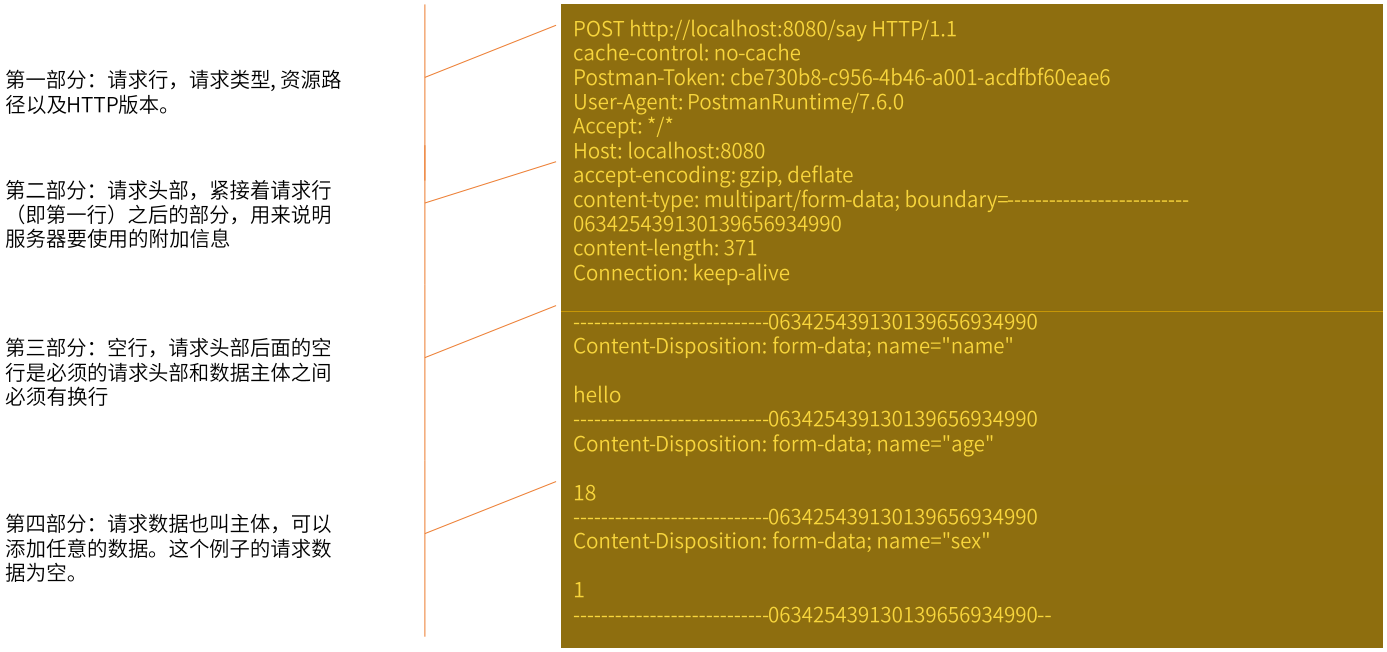 第一部分：请求行，请求类型, 资源路
径以及HTTP版本。
第二部分：请求头部，紧接着请求行
（即第一行）之后的部分，用来说明
服务器要使用的附加信息
第三部分：空行，请求头部后面的空
行是必须的请求头部和数据主体之间
必须有换行
第四部分：请求数据也叫主体，可以
添加任意的数据。这个例子的请求数
据为空。
POST http://localhost:8080/say HTTP/1.1
cache-control: no-cache
Postman-Token: cbe730b8-c956-4b46-a001-acdfbf60eae6
User-Agent: PostmanRuntime/7.6.0
Accept: */*
Host: localhost:8080
accept-encoding: gzip, deflate
content-type: multipart/form-data; boundary=--------------------------
063425439130139656934990
content-length: 371
Connection: keep-alive
----------------------------063425439130139656934990
Content-Disposition: form-data; name="name"
hello
----------------------------063425439130139656934990
Content-Disposition: form-data; name="age"
18
----------------------------063425439130139656934990
Content-Disposition: form-data; name="sex"
1
----------------------------063425439130139656934990--